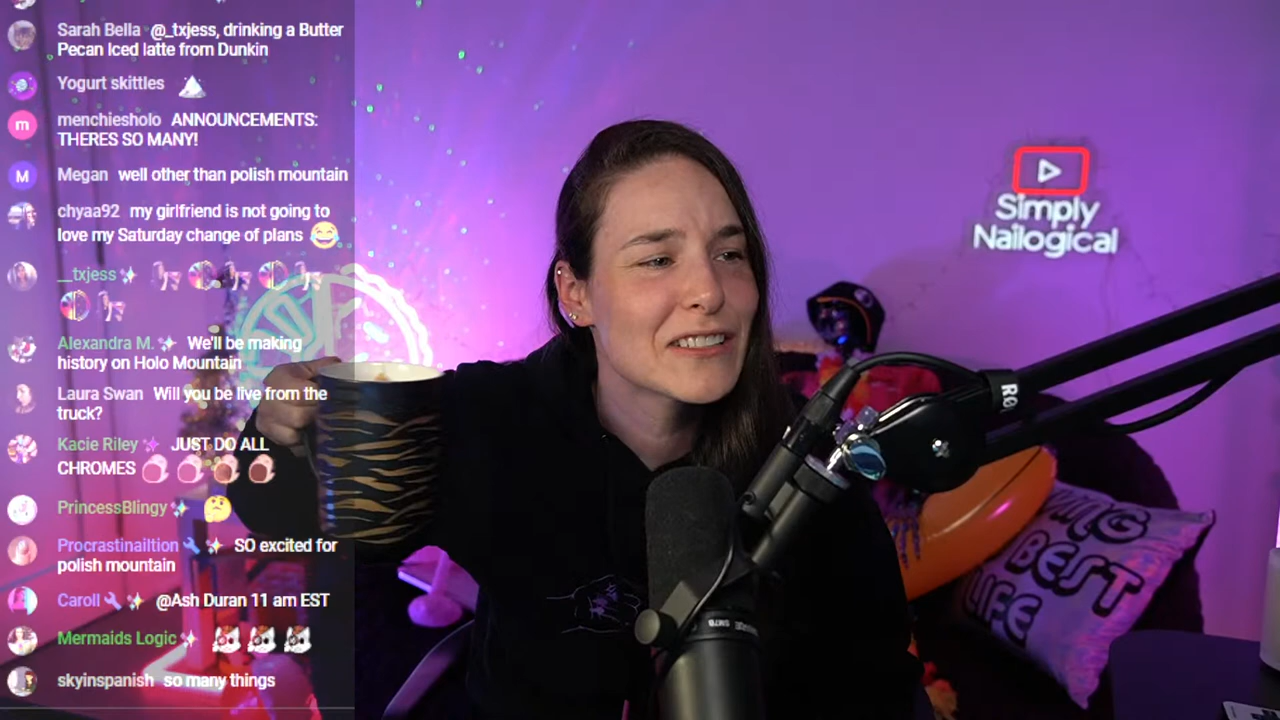 Sarah Bella @_txjess, drinking a Butter
Pecan Iced latte from Dunkin
Yogurt skittles
m menchiesholo ANNOUNCEMENTS:
THERES SO MANY!
M Megan well other than polish mountain
chyaa92 my girlfriend is not going to
love my Saturday change of plans
__txjess
Alexandra M. We'll be making
history on Holo Mountain
Laura Swan Will you be live from the
truck?
Kacie Riley JUST DO ALL
CHROMES
PrincessBlingy
Procrastinailtion SO excited for
polish mountain
Caroll @Ash Duran 11 am EST
Mermaids Logic
skyinspanish so many things
Simply
Nailogical
BEST
LIFE
SM7B